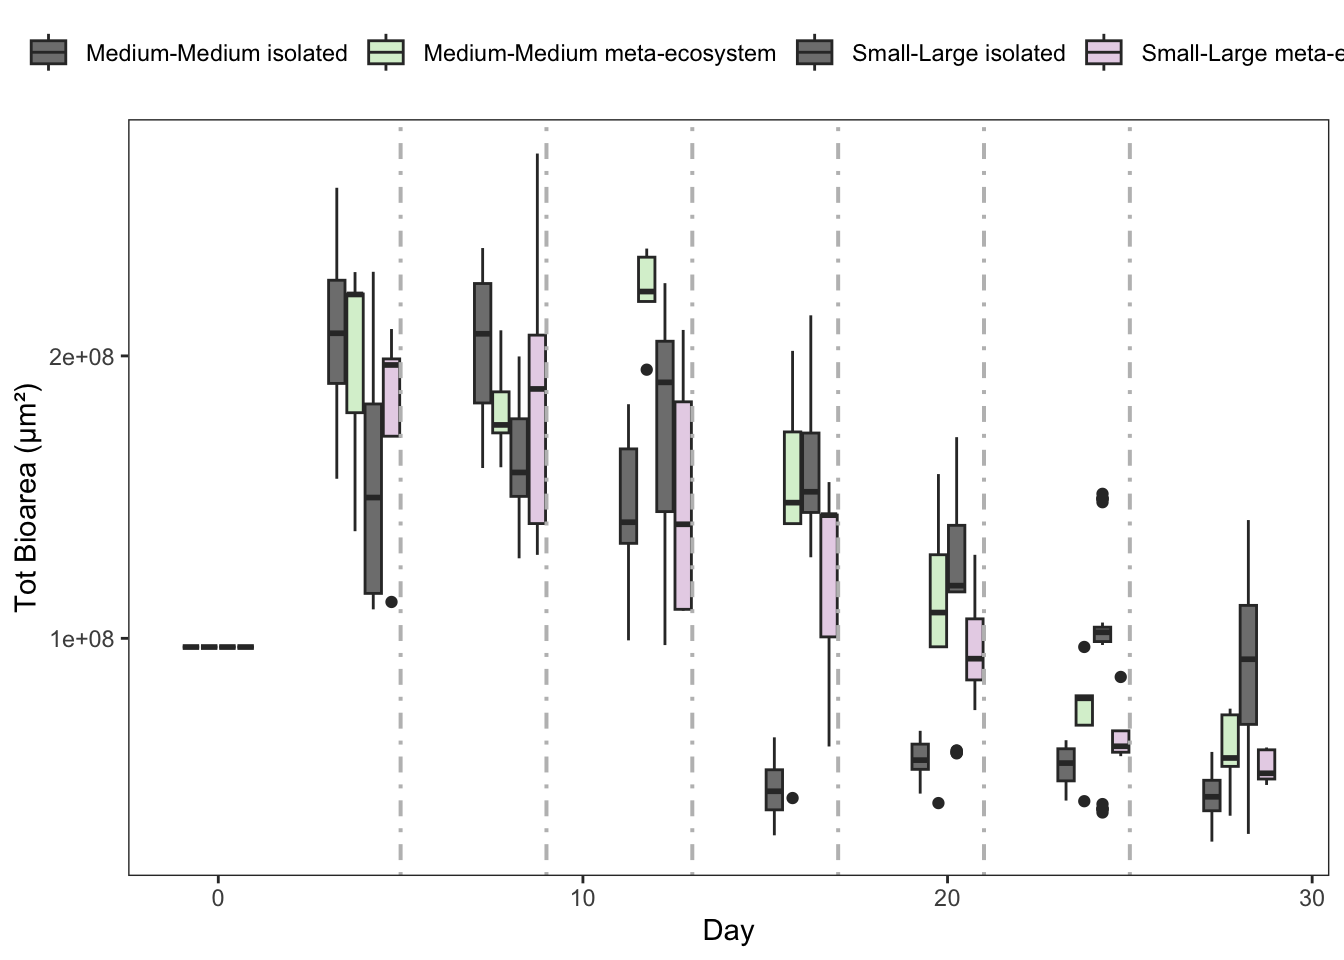 Medium-Medium isolated Medium-Medium meta-ecosystem Small-Large isolated Small-Large meta-e
Tot Bioarea (μm²)
2e+08
1e+08
0 10 20 30
Day